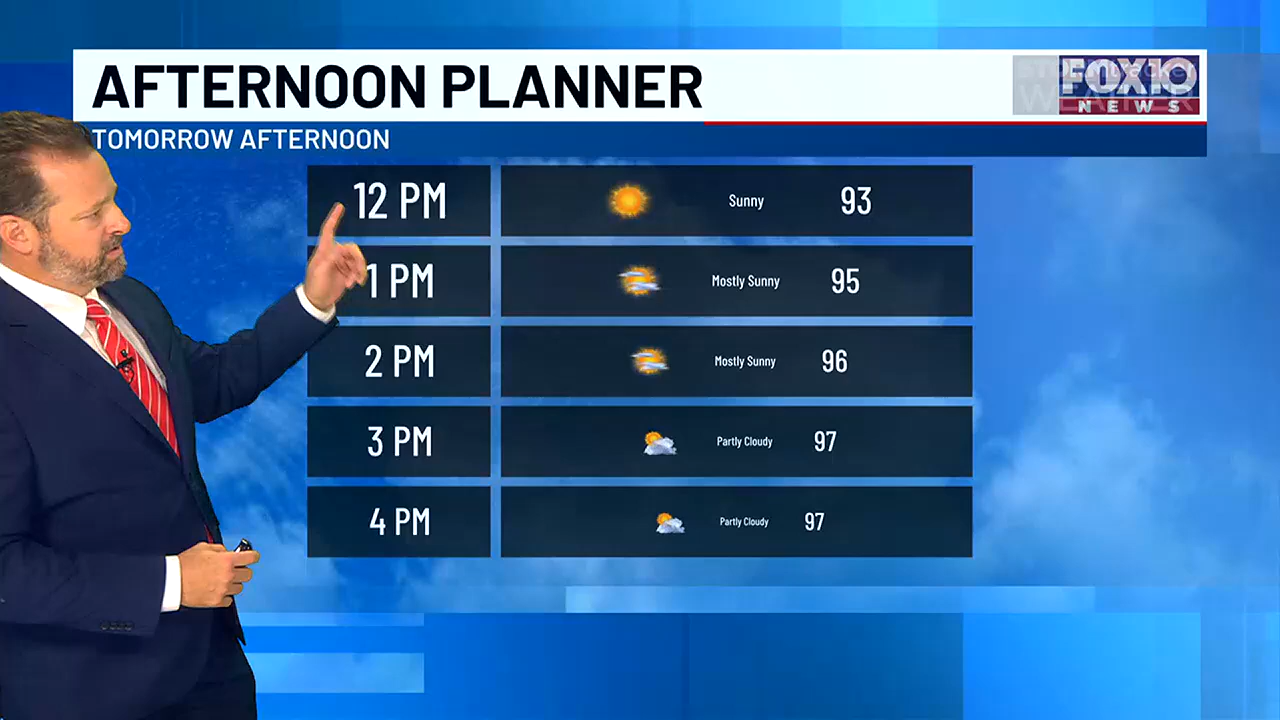 AFTERNOON PLANNER
FOX10
NEWS
TOMORROW AFTERNOON
12 PM Sunny 93
1 PM Mostly Sunny 95
2 PM Mostly Sunny 96
3 PM Partly Cloudy 97
4 PM Partly Cloudy 97